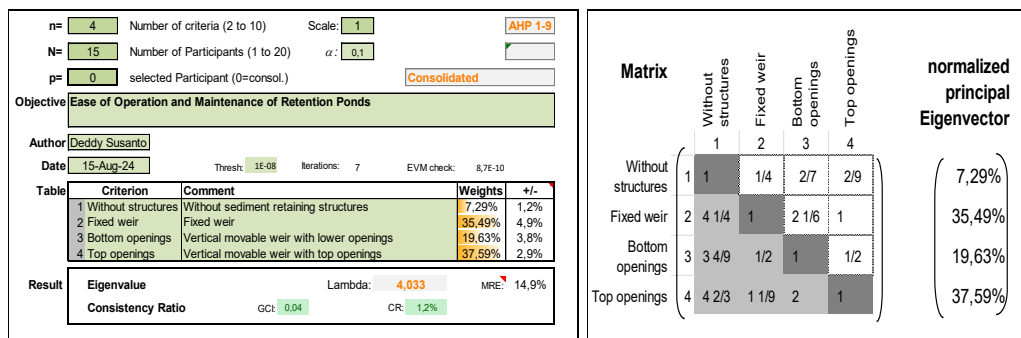 n= 4 Number of criteria (2 to 10) Scale: 1 AHP 1-9
N= 15 Number of Participants (1 to 20) α: 0,1
p= 0 selected Participant (0=consol.) Consolidated
Objective Ease of Operation and Maintenance of Retention Ponds
Author Deddy Susanto
Date 15-Aug-24 Thresh: 1E-08 Iterations: 7 EVM check: 8,7E-10
Table Criterion Comment Weights +/-
1 Without structures Without sediment retaining structures 7,29% 1,2%
2 Fixed weir Fixed weir 35,49% 4,9%
3 Bottom openings Vertical movable weir with lower openings 19,63% 3,8%
4 Top openings Vertical movable weir with top openings 37,59% 2,9%
Result Eigenvalue Lambda: 4,033 MRE: 14,9%
Consistency Ratio GCI: 0,04 CR: 1,2%
Matrix
Without structures
Fixed weir
Bottom openings
Top openings
normalized
principal
Eigenvector
1 2 3 4
Without
structures 1 1 1/4 2/7 2/9 7,29%
Fixed weir 2 4 1/4 1 2 1/6 1 35,49%
Bottom
openings 3 3 4/9 1/2 1 1/2 19,63%
Top openings 4 4 2/3 1 1/9 2 1 37,59%